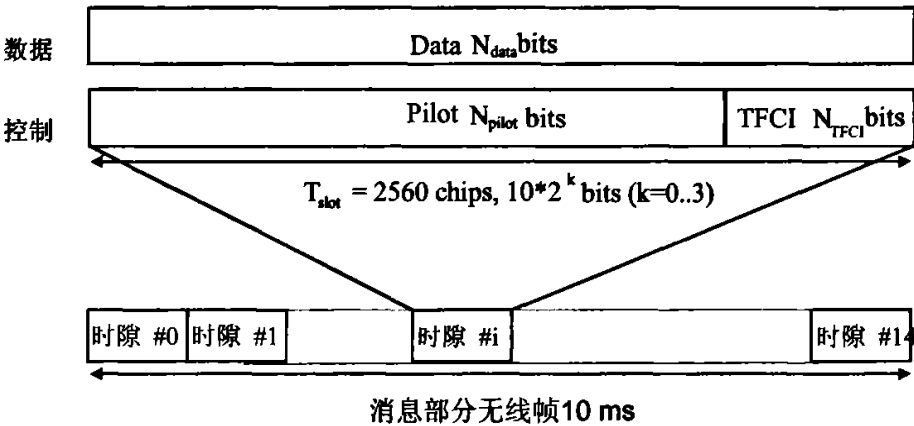 数据
Data N_data bits
控制
Pilot N_pilot bits
TFCI N_TFCI bits
T_slot = 2560 chips, 10*2^k bits (k=0..3)
时隙 #0
时隙 #1
时隙 #i
时隙 #14
消息部分无线帧10 ms